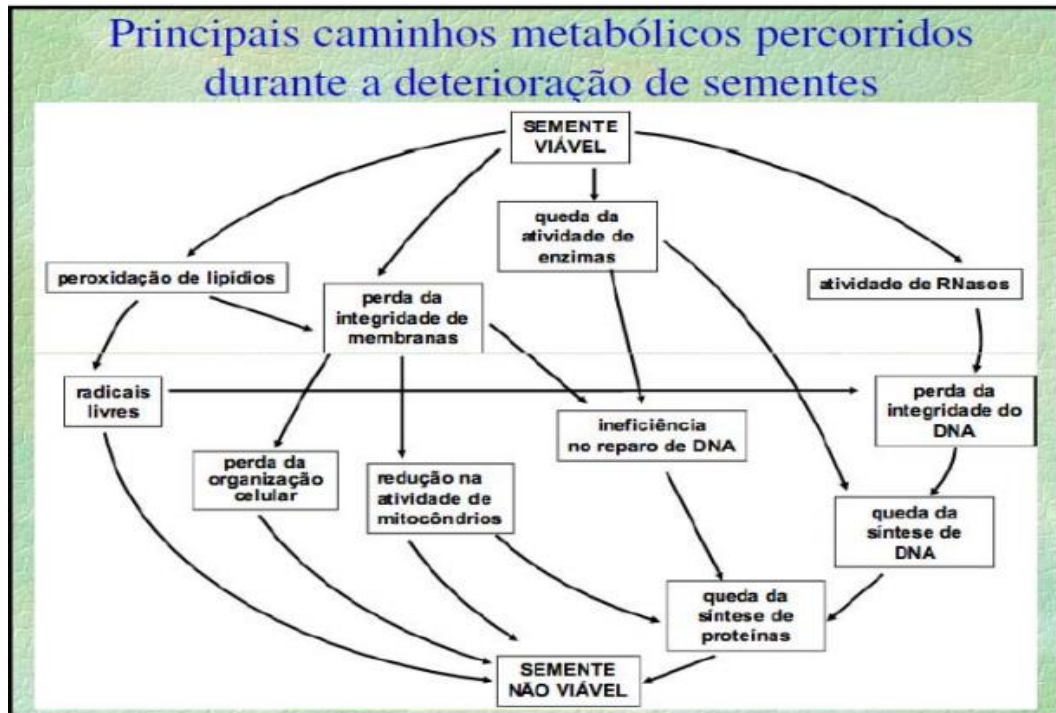 Principais caminhos metabólicos percorridos
durante a deterioração de sementes
SEMENTE
VIÁVEL
queda da
atividade de
enzimas
peroxidação de lipídios
perda da
integridade de
membranas
atividade de RNases
radicais
livres
perda da
integridade do
DNA
ineficiência
no reparo de DNA
perda da
organização
celular
redução na
atividade de
mitocôndrios
queda da
síntese de
DNA
queda da
síntese de
proteínas
SEMENTE
NÃO VIÁVEL